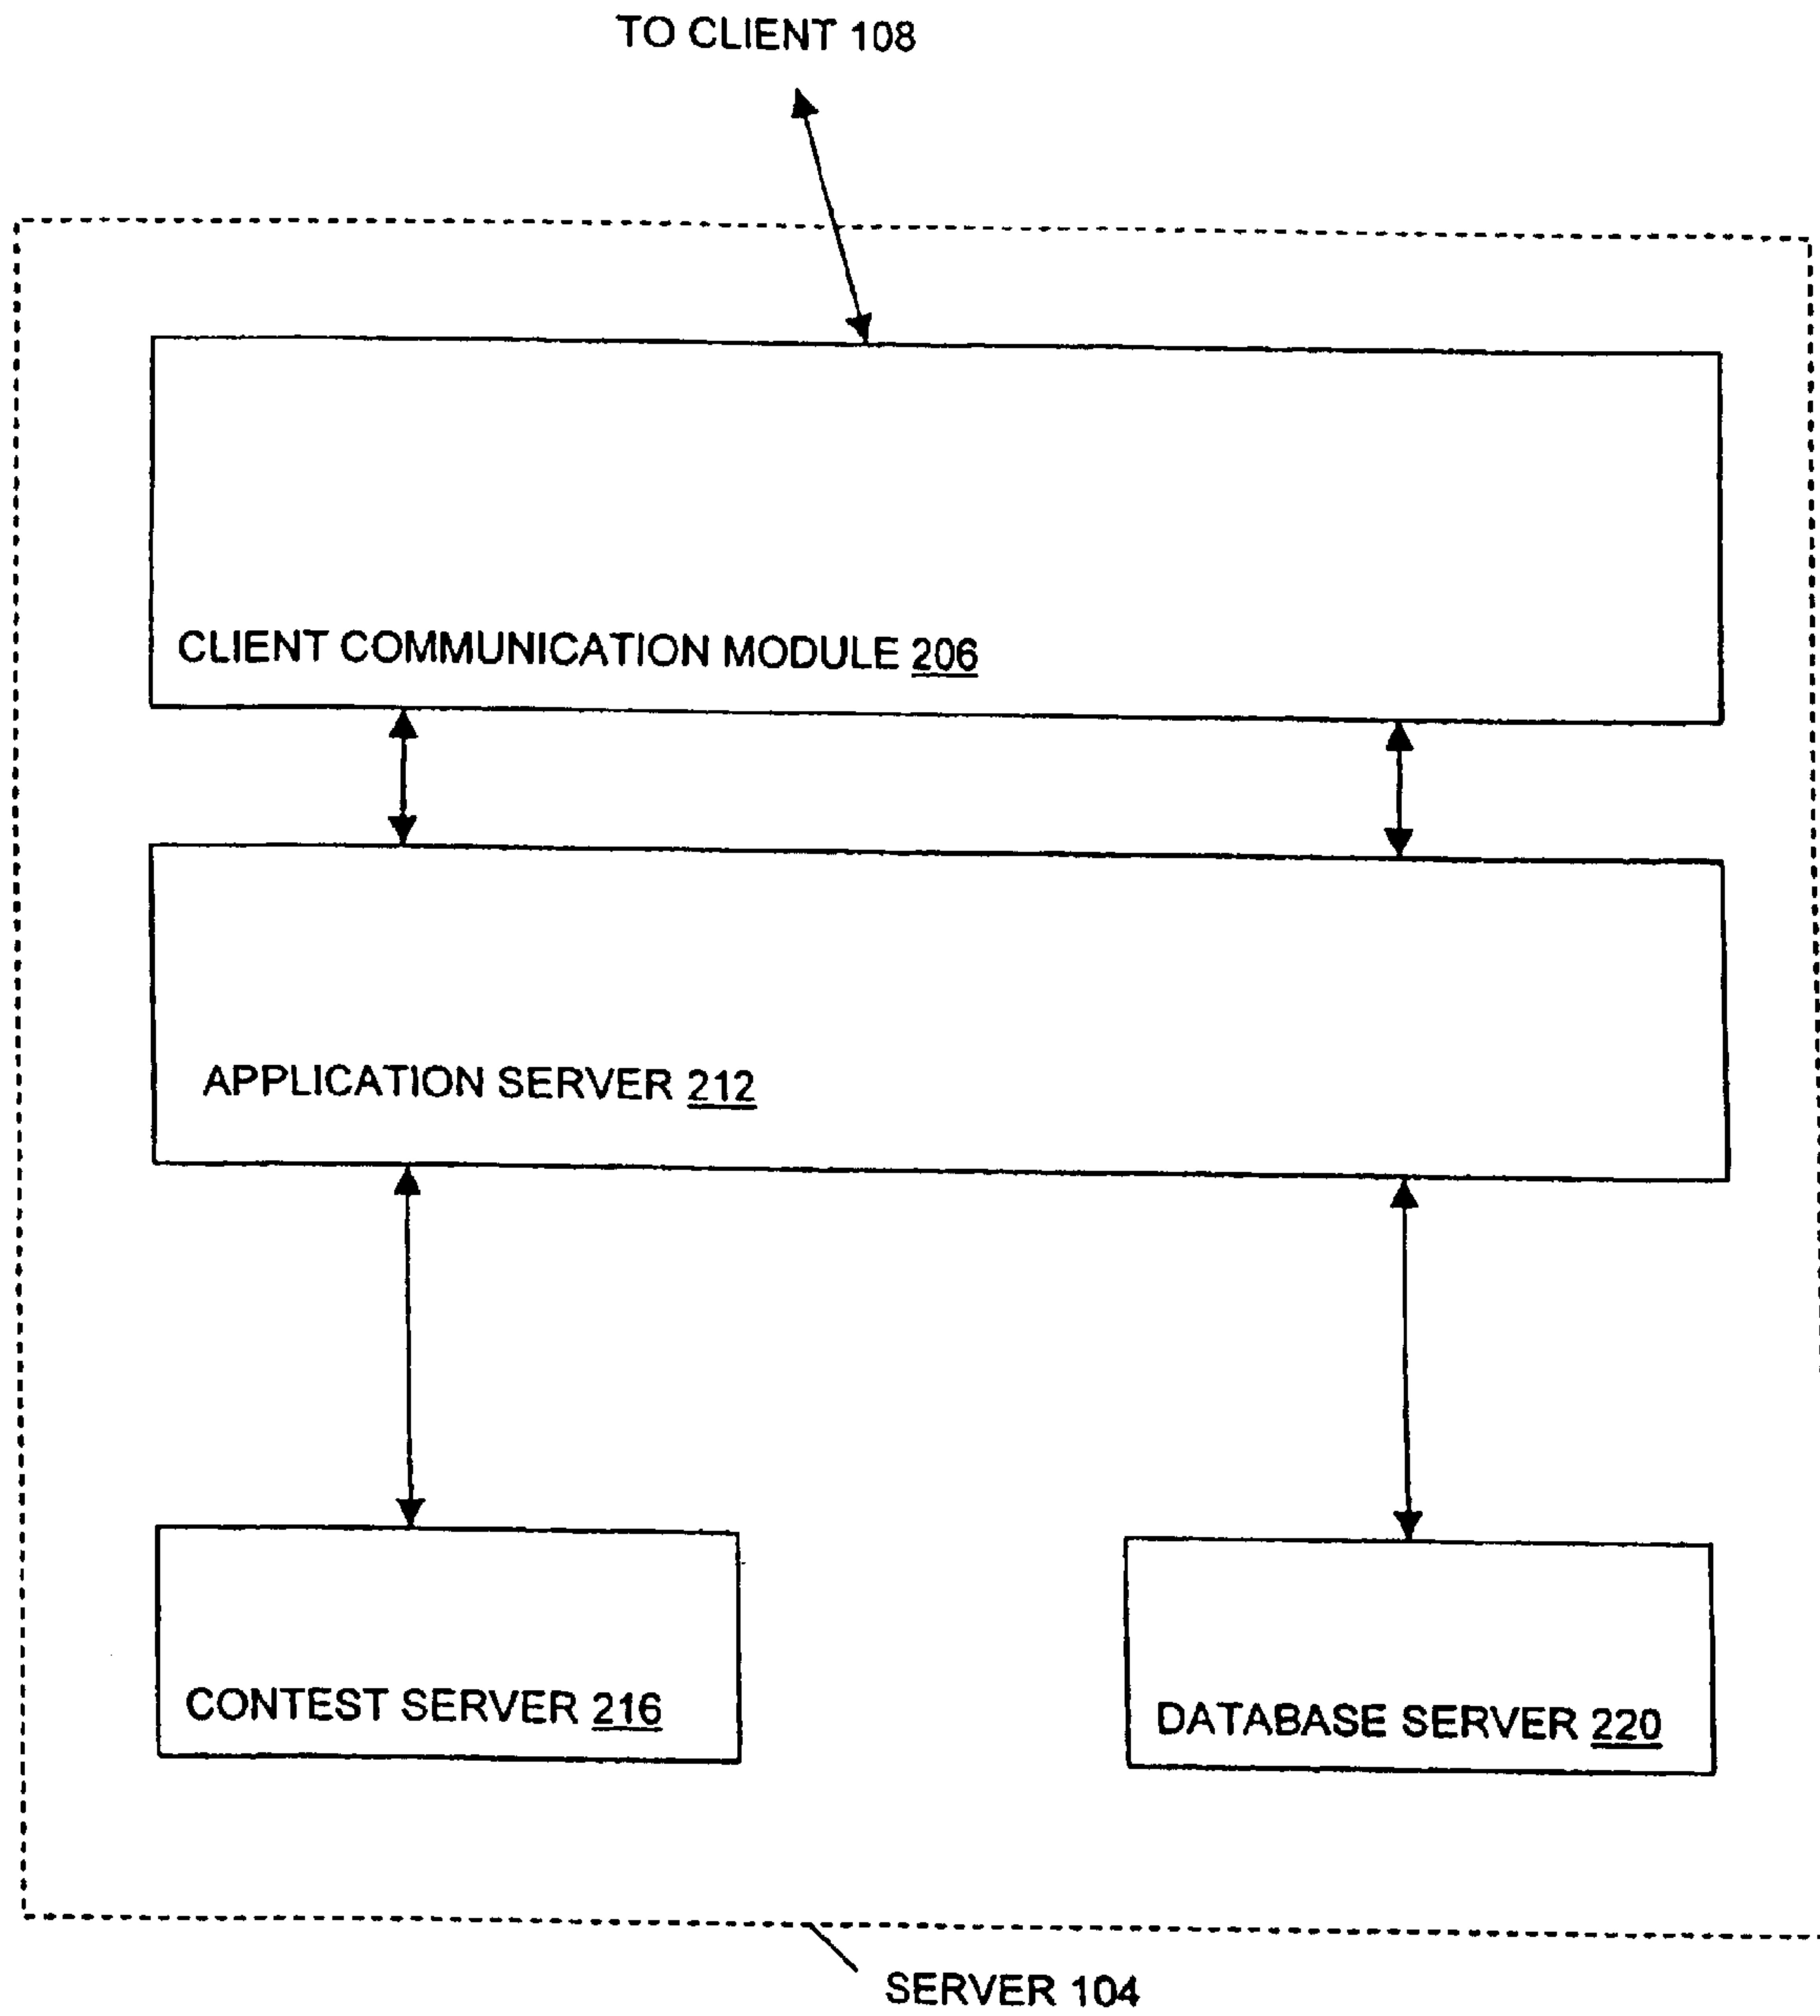 TO CLIENT 108
CLIENT COMMUNICATION MODULE 206
APPLICATION SERVER 212
CONTEST SERVER 216
DATABASE SERVER 220
SERVER 104